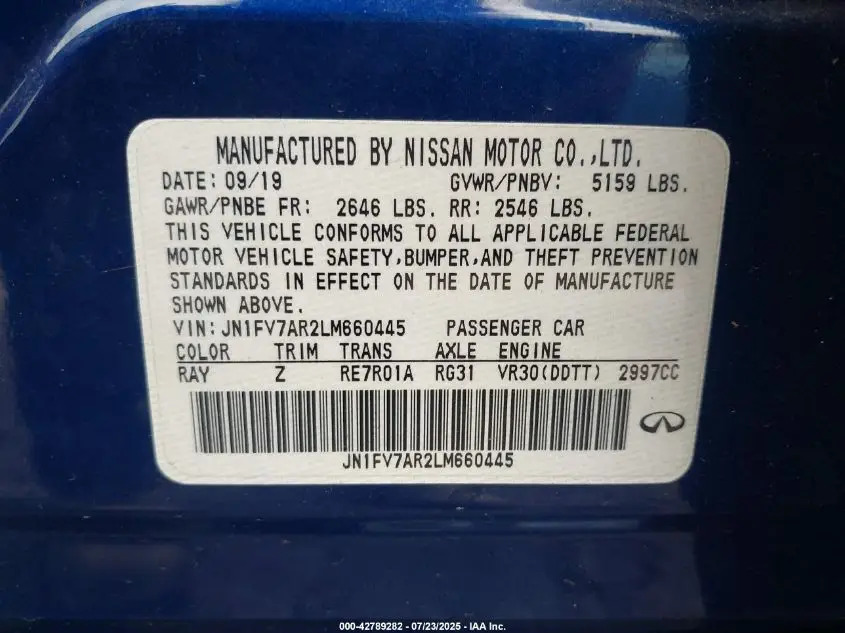 MANUFACTURED BY NISSAN MOTOR CO.,LTD.
DATE: 09/19 GVWR/PNBV: 5159 LBS.
GAWR/PNBE FR: 2646 LBS. RR: 2546 LBS.
THIS VEHICLE CONFORMS TO ALL APPLICABLE FEDERAL
MOTOR VEHICLE SAFETY,BUMPER,AND THEFT PREVENTION
STANDARDS IN EFFECT ON THE DATE OF MANUFACTURE
SHOWN ABOVE.
VIN: JN1FV7AR2LM660445 PASSENGER CAR
COLOR TRIM TRANS AXLE ENGINE
RAY Z RE7R01A RG31 VR30(DDTT) 2997CC
JN1FV7AR2LM660445
000-42789282 - 07/23/2025 - IAA Inc.